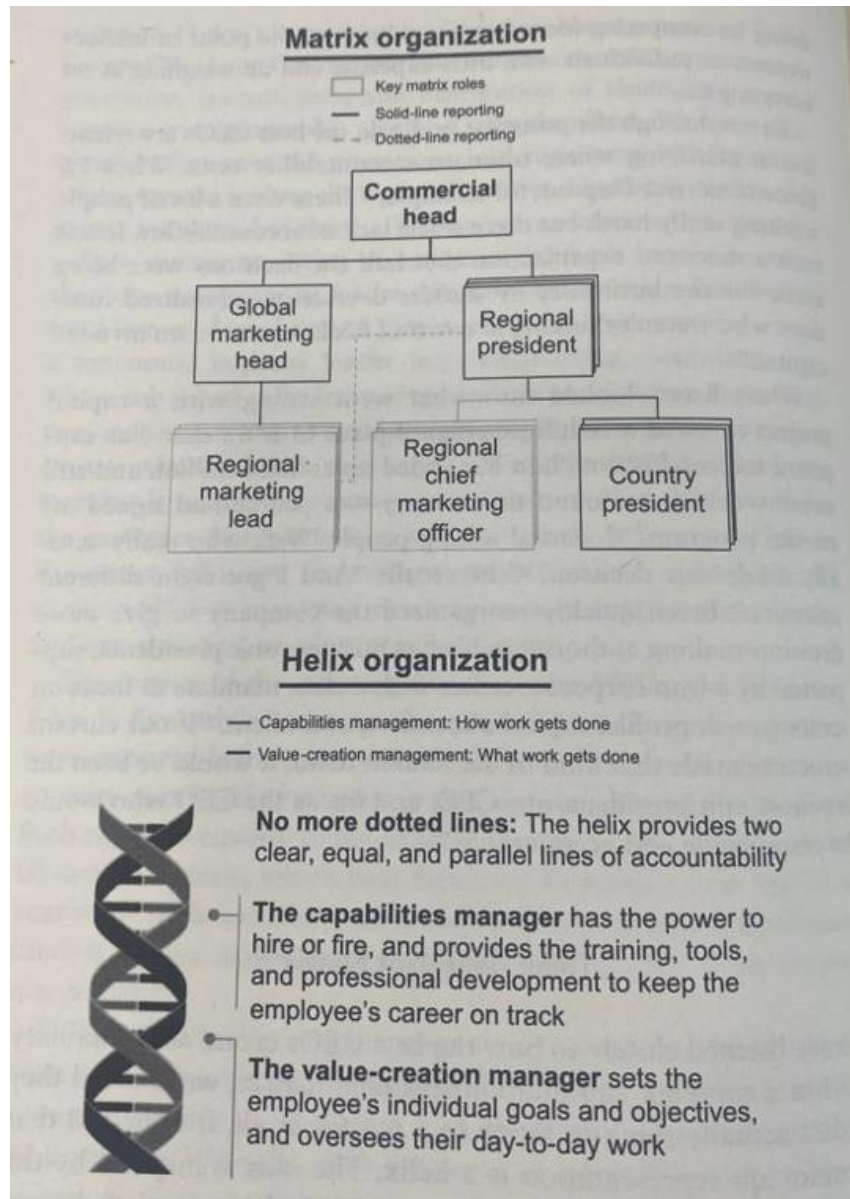 Matrix organization
Key matrix roles
Solid-line reporting
Dotted-line reporting
Commercial
head
Global
marketing
head
Regional
president
Regional
marketing
lead
Regional
chief
marketing
officer
Country
president
Helix organization
Capabilities management: How work gets done
Value-creation management: What work gets done
No more dotted lines: The helix provides two
clear, equal, and parallel lines of accountability
The capabilities manager has the power to
hire or fire, and provides the training, tools,
and professional development to keep the
employee's career on track
The value-creation manager sets the
employee's individual goals and objectives,
and oversees their day-to-day work